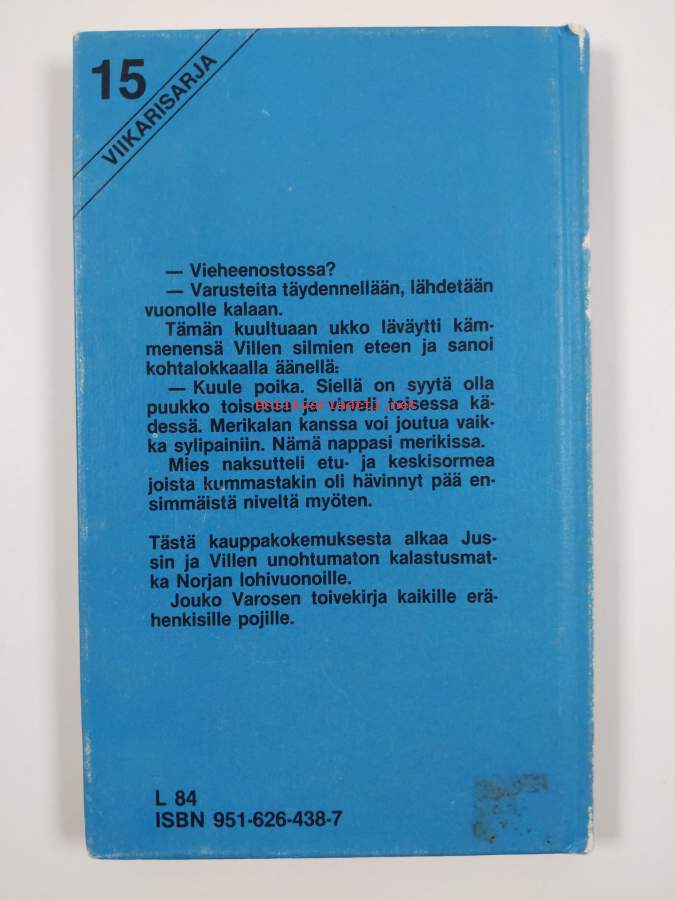 15
VIIKARISARJA
— Vieheenostossa?
— Varusteita täydennellään, lähdetään
vuonolle kalaan.
Tämän kuultuaan ukko läväytti käm-
menensä Villen silmien eteen ja sanoi
kohtalokkaalla äänellä:
— Kuule poika. Siellä on syytä olla
puukko toisessa ja vaveli toisessa kä-
dessä. Merikalan kanssa voi joutua vaik-
ka sylipainiin. Nämä nappasi merikissa.
Mies naksutteli etu- ja keskisormea
joista kummastakin oli hävinnyt pää en-
simmäistä niveltä myöten.
Tästä kauppakokemuksesta alkaa Jus-
sin ja Villen unohtumaton kalastusmat-
ka Norjan lohivuonoille.
Jouko Varosen toivekirja kaikille erä-
henkisille pojille.
L 84
ISBN 951-626-438-7